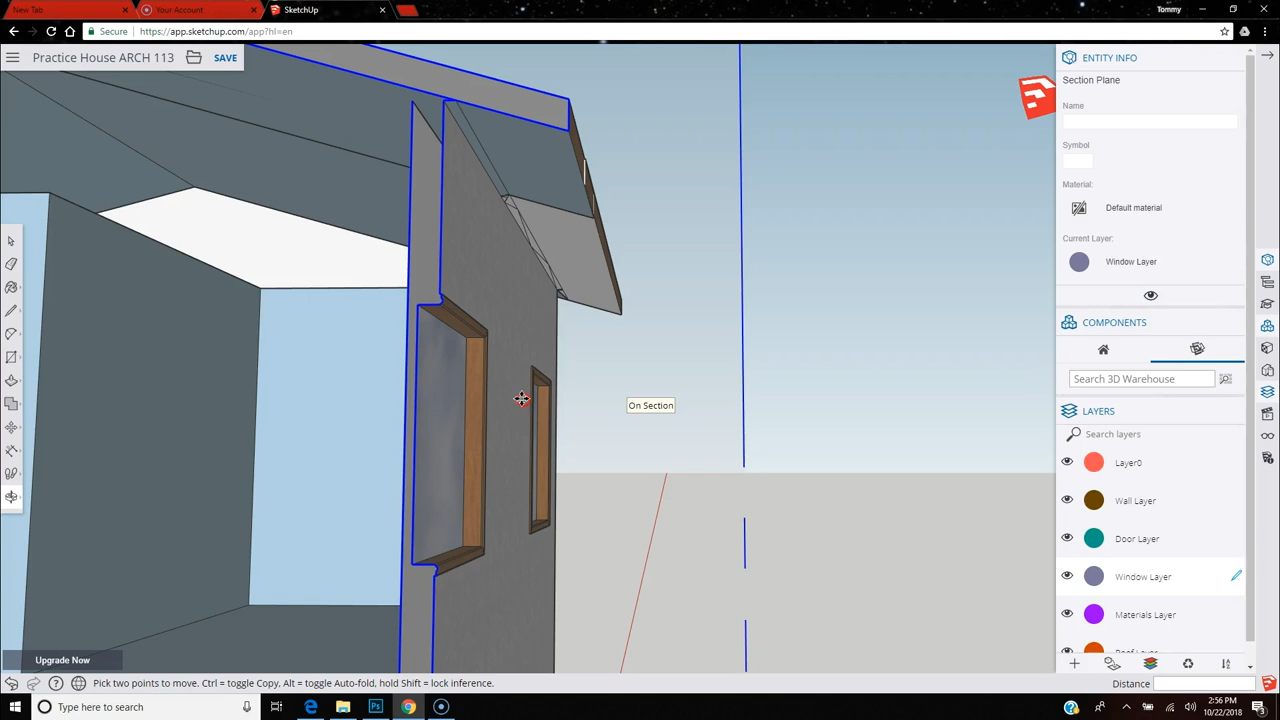 New Tab
Your Account
SketchUp
Tommy
Secure
https://app.sketchup.com/app?hl=en
Practice House ARCH 113
SAVE
ENTITY INFO
Section Plane
Name
Symbol
Material:
Default material
Current Layer:
Window Layer
COMPONENTS
Search 3D Warehouse
On Section
LAYERS
Search layers
Layer0
Wall Layer
Door Layer
Window Layer
Materials Layer
Roof Layer
Upgrade Now
Pick two points to move. Ctrl = toggle Copy, Alt = toggle Auto-fold, hold Shift = lock inference.
Distance
Type here to search
2:56 PM
10/22/2018